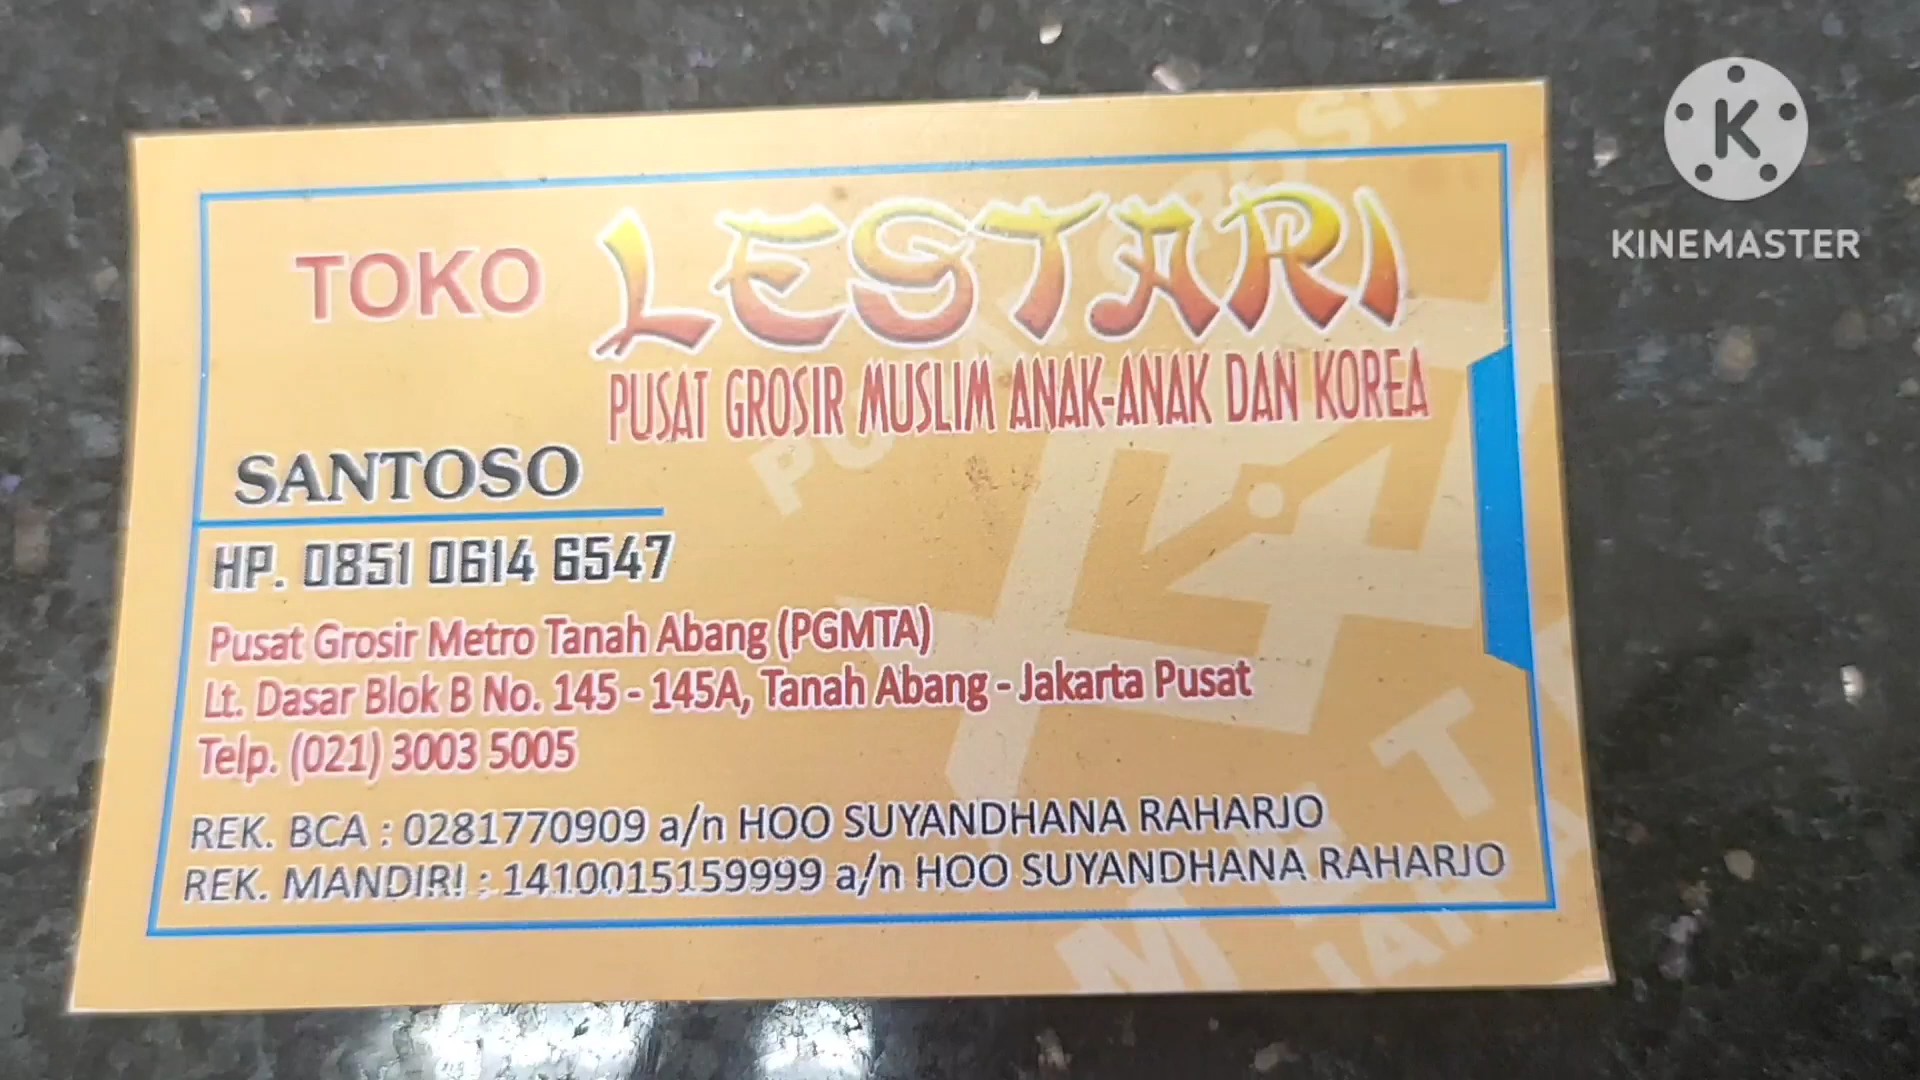 KINEMASTER
TOKO LESTARI
PUSAT GROSIR MUSLIM ANAK-ANAK DAN KOREA
SANTOSO
HP. 0851 0614 6547
Pusat Grosir Metro Tanah Abang (PGMTA)
Lt. Dasar Blok B No. 145 - 145A, Tanah Abang - Jakarta Pusat
Telp. (021) 3003 5005
REK. BCA : 0281770909 a/n HOO SUYANDHANA RAHARJO
REK. MANDIRI : 1410015159999 a/n HOO SUYANDHANA RAHARJO